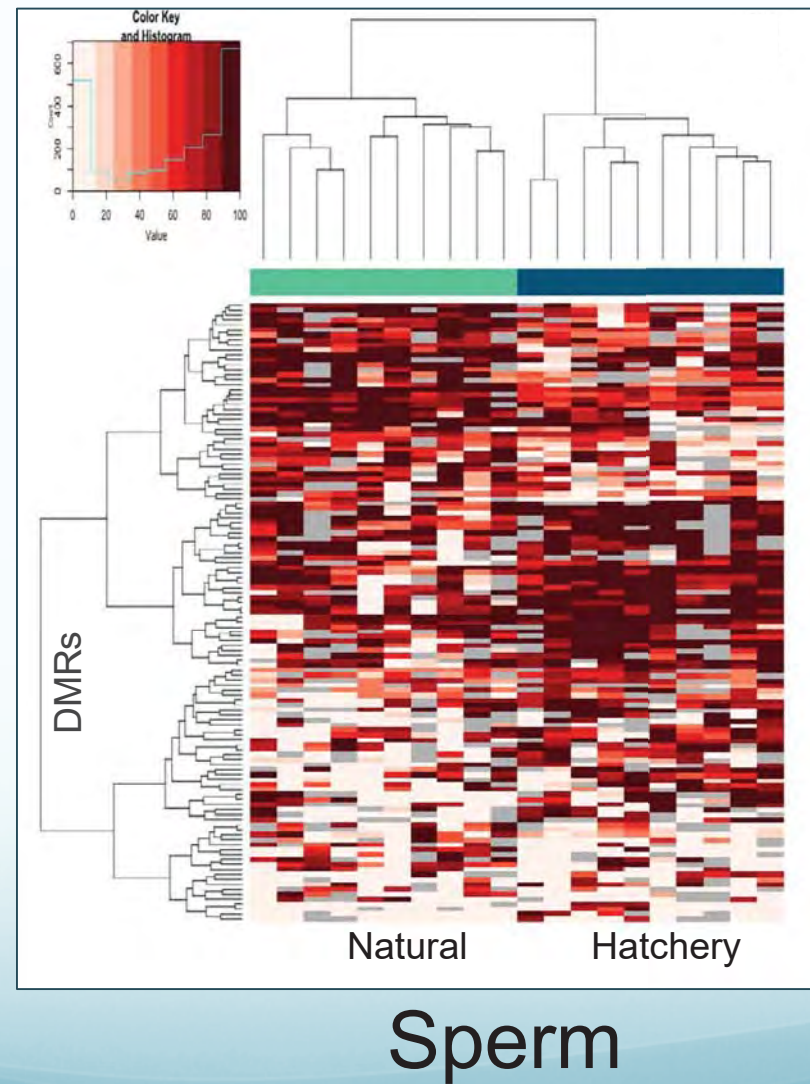 Color Key
and Histogram
Count
0 200 400 600
0 20 40 60 80 100
Value
DMRs
Natural Hatchery
Sperm